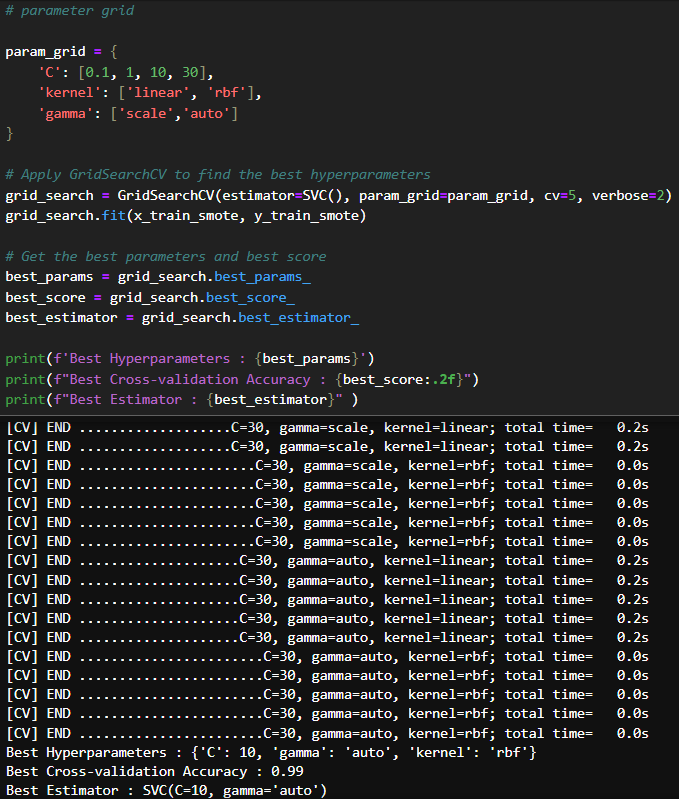 # parameter grid
param_grid = {
    'C': [0.1, 1, 10, 30],
    'kernel': ['linear', 'rbf'],
    'gamma': ['scale','auto']
}
# Apply GridSearchCV to find the best hyperparameters
grid_search = GridSearchCV(estimator=SVC(), param_grid=param_grid, cv=5, verbose=2)
grid_search.fit(x_train_smote, y_train_smote)
# Get the best parameters and best score
best_params = grid_search.best_params_
best_score = grid_search.best_score_
best_estimator = grid_search.best_estimator_
print(f'Best Hyperparameters : {best_params}')
print(f"Best Cross-validation Accuracy : {best_score:.2f}")
print(f"Best Estimator : {best_estimator}" )
[CV] END ...................C=30, gamma=scale, kernel=linear; total time=   0.2s
[CV] END ...................C=30, gamma=scale, kernel=linear; total time=   0.2s
[CV] END ......................C=30, gamma=scale, kernel=rbf; total time=   0.0s
[CV] END ......................C=30, gamma=scale, kernel=rbf; total time=   0.0s
[CV] END ......................C=30, gamma=scale, kernel=rbf; total time=   0.0s
[CV] END ......................C=30, gamma=scale, kernel=rbf; total time=   0.0s
[CV] END ......................C=30, gamma=scale, kernel=rbf; total time=   0.0s
[CV] END ....................C=30, gamma=auto, kernel=linear; total time=   0.2s
[CV] END ....................C=30, gamma=auto, kernel=linear; total time=   0.2s
[CV] END ....................C=30, gamma=auto, kernel=linear; total time=   0.2s
[CV] END ....................C=30, gamma=auto, kernel=linear; total time=   0.2s
[CV] END ....................C=30, gamma=auto, kernel=linear; total time=   0.2s
[CV] END .......................C=30, gamma=auto, kernel=rbf; total time=   0.0s
[CV] END .......................C=30, gamma=auto, kernel=rbf; total time=   0.0s
[CV] END .......................C=30, gamma=auto, kernel=rbf; total time=   0.0s
[CV] END .......................C=30, gamma=auto, kernel=rbf; total time=   0.0s
[CV] END .......................C=30, gamma=auto, kernel=rbf; total time=   0.0s
Best Hyperparameters : {'C': 10, 'gamma': 'auto', 'kernel': 'rbf'}
Best Cross-validation Accuracy : 0.99
Best Estimator : SVC(C=10, gamma='auto')